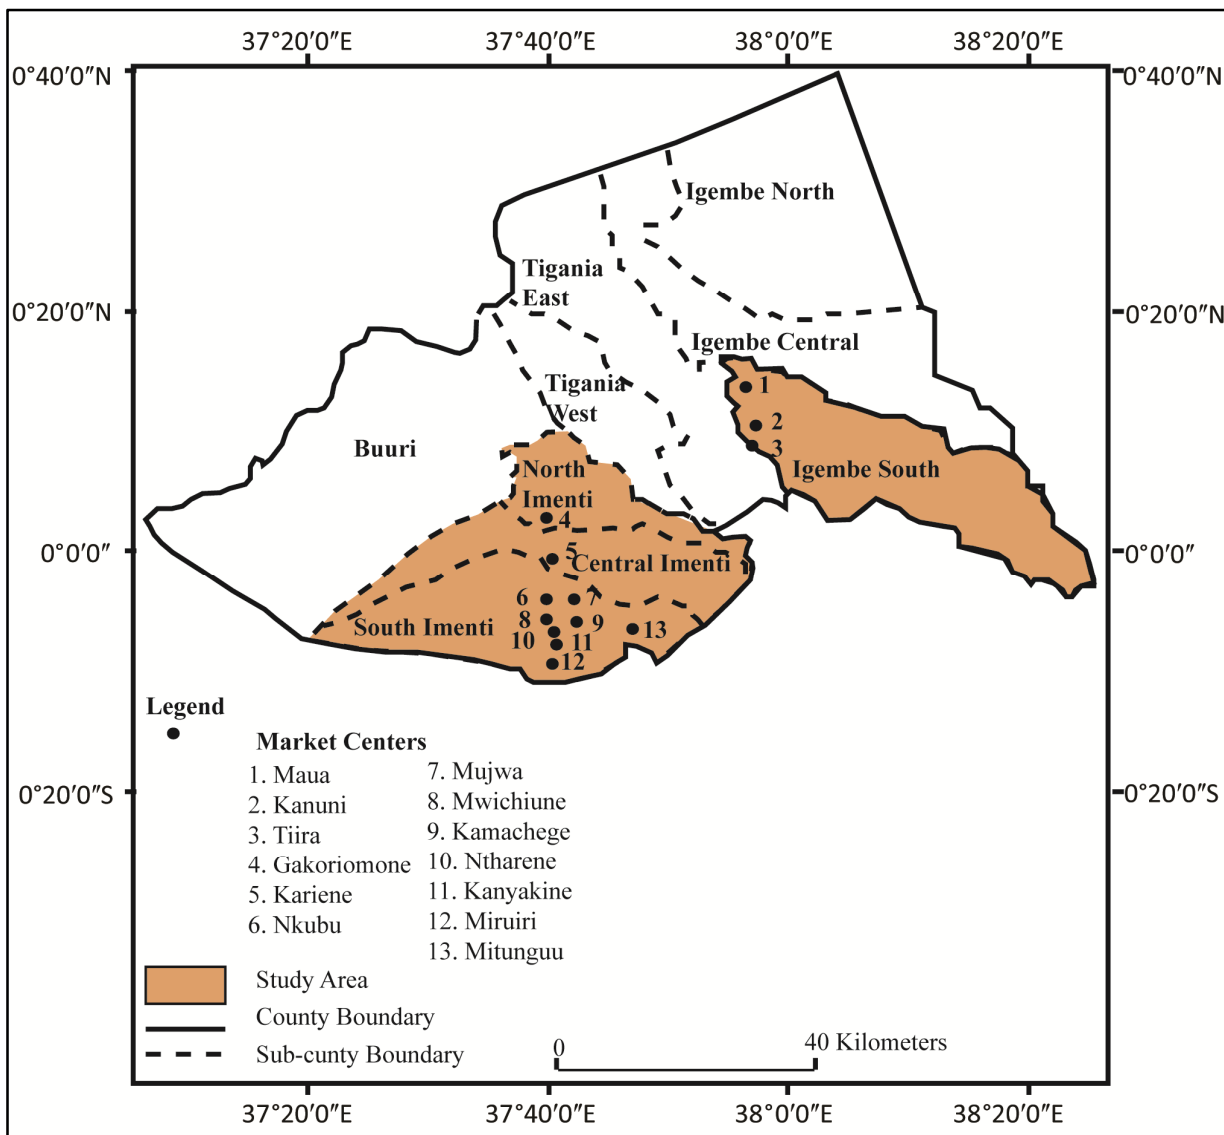 37°20′0″E 37°40′0″E 38°0′0″E 38°20′0″E
0°40′0″N 0°40′0″N
Igembe North
Tigania
East
0°20′0″N 0°20′0″N
Igembe Central
Tigania
West
1
2
3
Buuri
Igembe South
North
Imenti
4
0°0′0″ 0°0′0″
5
Central Imenti
6 7
8 9
South Imenti
13
10 11
12
Legend
Market Centers
1. Maua
2. Kanuni
3. Tiira
4. Gakoriomone
5. Kariene
6. Nkubu
7. Mujwa
8. Mwichiune
9. Kamachege
10. Ntharene
11. Kanyakine
12. Miruiri
13. Mitunguu
0°20′0″S 0°20′0″S
Study Area
County Boundary
Sub-cunty Boundary
0 40 Kilometers
37°20′0″E 37°40′0″E 38°0′0″E 38°20′0″E